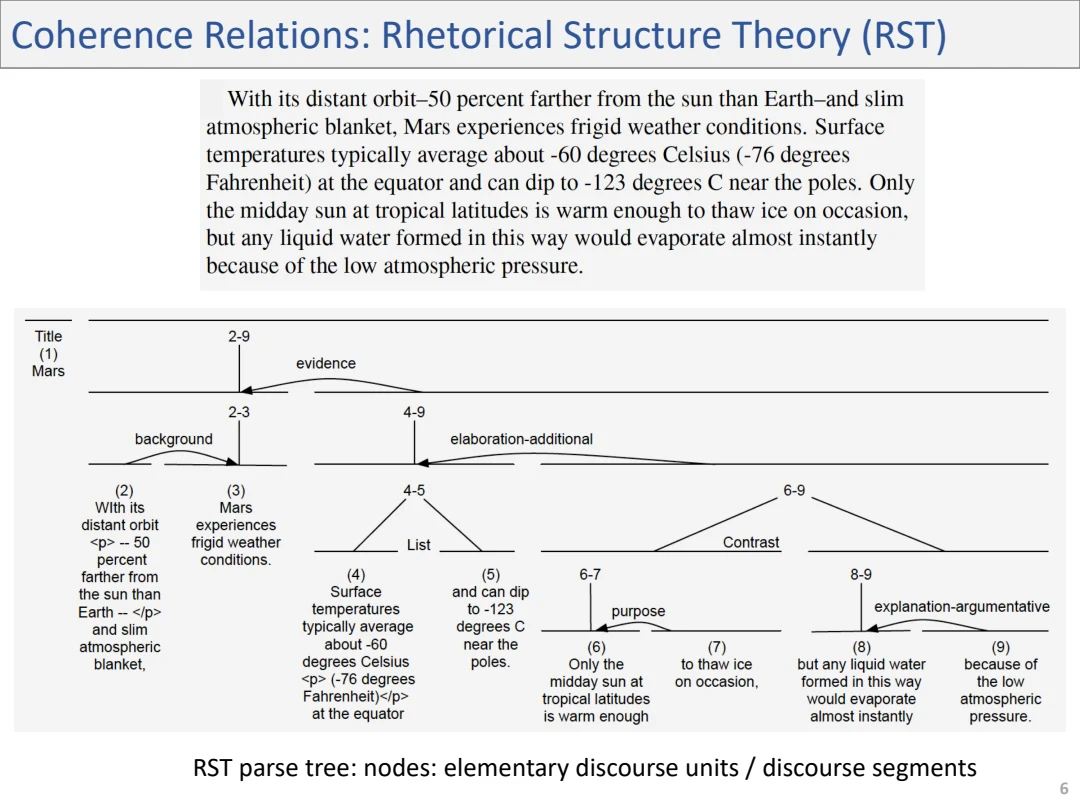 Coherence Relations: Rhetorical Structure Theory (RST)
With its distant orbit–50 percent farther from the sun than Earth–and slim
atmospheric blanket, Mars experiences frigid weather conditions. Surface
temperatures typically average about -60 degrees Celsius (-76 degrees
Fahrenheit) at the equator and can dip to -123 degrees C near the poles. Only
the midday sun at tropical latitudes is warm enough to thaw ice on occasion,
but any liquid water formed in this way would evaporate almost instantly
because of the low atmospheric pressure.
Title
(1)
Mars
2-9
evidence
2-3
4-9
background
elaboration-additional
(2)
WIth its
distant orbit
<p> -- 50
percent
farther from
the sun than
Earth -- </p>
and slim
atmospheric
blanket,
(3)
Mars
experiences
frigid weather
conditions.
4-5
List
6-9
Contrast
(4)
Surface
temperatures
typically average
about -60
degrees Celsius
<p> (-76 degrees
Fahrenheit)</p>
at the equator
(5)
and can dip
to -123
degrees C
near the
poles.
6-7
purpose
8-9
explanation-argumentative
(6)
Only the
midday sun at
tropical latitudes
is warm enough
(7)
to thaw ice
on occasion,
(8)
but any liquid water
formed in this way
would evaporate
almost instantly
(9)
because of
the low
atmospheric
pressure.
RST parse tree: nodes: elementary discourse units / discourse segments
6